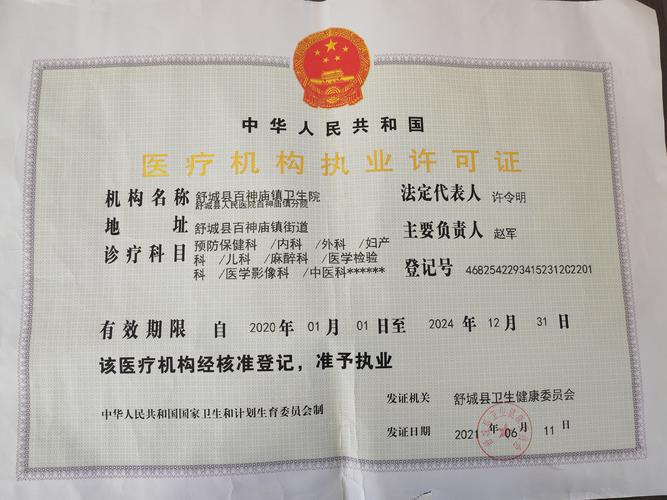 中华人民共和国
医疗机构执业许可证
机构名称 舒城县百神庙镇卫生院
舒城县人民医院百神庙镇分院
法定代表人 许令明
地 址 舒城县百神庙镇街道
主要负责人 赵军
诊疗科目 预防保健科 /内科 /外科 /妇产
科 /儿科 /麻醉科 /医学检验
科 /医学影像科 /中医科******
登记号 46825422934152312C2201
有效期限 自 2020 年 01 月 01 日至 2024 年 12 月 31 日
该医疗机构经核准登记，准予执业
中华人民共和国国家卫生和计划生育委员会制
发证机关 舒城县卫生健康委员会
发证日期 2021 年 06 月 11 日